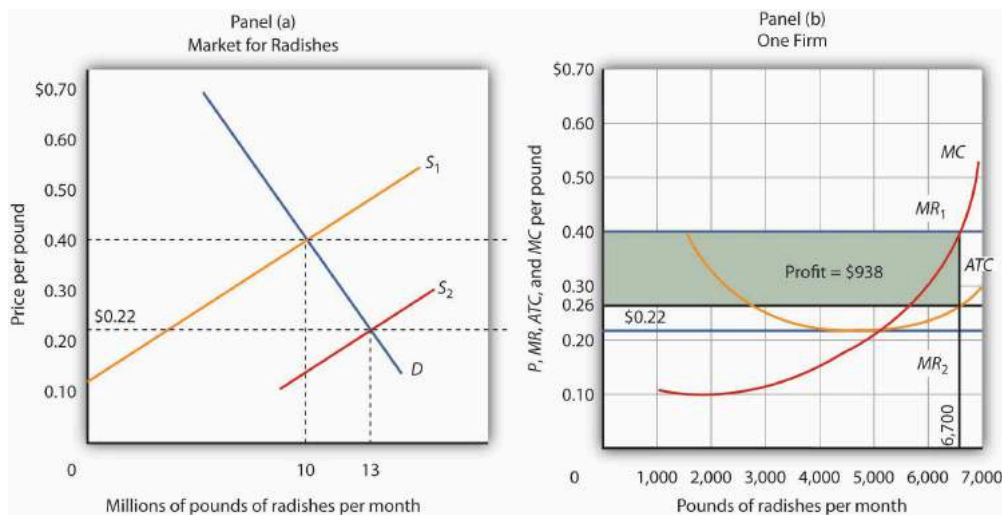 Panel (a)
Market for Radishes
Price per pound
$0.70
0.60
0.50
0.40
0.30
$0.22
0.20
0.10
0
S1
S2
D
10
13
Millions of pounds of radishes per month
Panel (b)
One Firm
P, MR, ATC, and MC per pound
$0.70
0.60
0.50
0.40
0.30
0.26
$0.22
0.20
0.10
MC
MR1
Profit = $938
ATC
MR2
6,700
0
1,000
2,000
3,000
4,000
5,000
6,000
7,000
Pounds of radishes per month